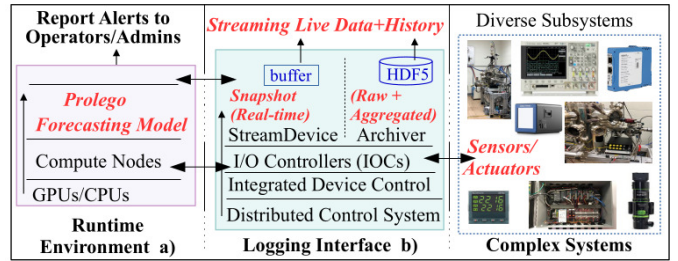 Report Alerts to
Operators/Admins
Prolego
Forecasting Model
Compute Nodes
GPUs/CPUs
Runtime
Environment a)
Streaming Live Data+History
buffer
HDF5
Snapshot
(Real-time)
(Raw +
Aggregated)
StreamDevice
Archiver
I/O Controllers (IOCs)
Integrated Device Control
Distributed Control System
Logging Interface b)
Diverse Subsystems
Sensors/
Actuators
Complex Systems